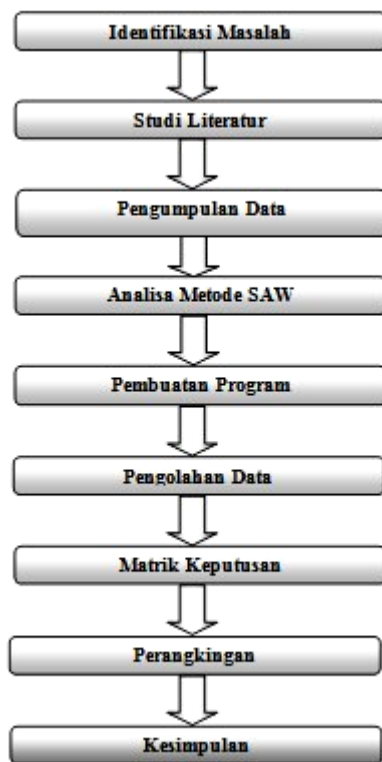 Identifikasi Masalah
Studi Literatur
Pengumpulan Data
Analisa Metode SAW
Pembuatan Program
Pengolahan Data
Matrik Keputusan
Perangkingan
Kesimpulan